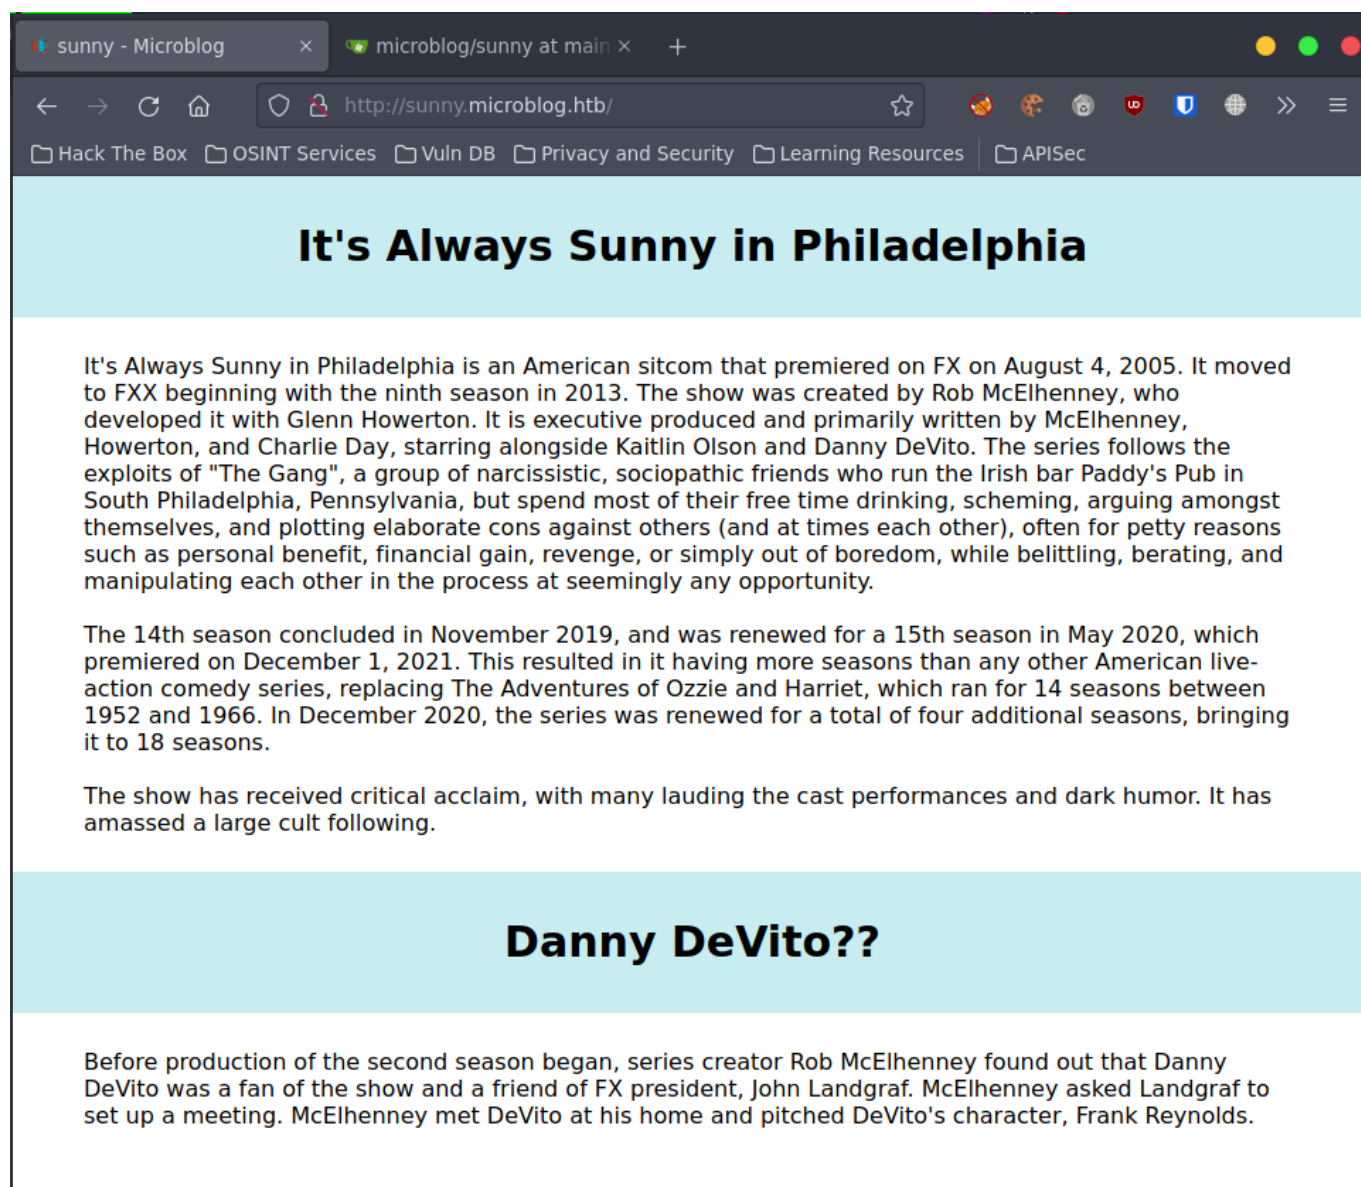 sunny - Microblog
microblog/sunny at main
http://sunny.microblog.htb/
Hack The Box OSINT Services Vuln DB Privacy and Security Learning Resources APISec
It's Always Sunny in Philadelphia
It's Always Sunny in Philadelphia is an American sitcom that premiered on FX on August 4, 2005. It moved
to FXX beginning with the ninth season in 2013. The show was created by Rob McElhenney, who
developed it with Glenn Howerton. It is executive produced and primarily written by McElhenney,
Howerton, and Charlie Day, starring alongside Kaitlin Olson and Danny DeVito. The series follows the
exploits of "The Gang", a group of narcissistic, sociopathic friends who run the Irish bar Paddy's Pub in
South Philadelphia, Pennsylvania, but spend most of their free time drinking, scheming, arguing amongst
themselves, and plotting elaborate cons against others (and at times each other), often for petty reasons
such as personal benefit, financial gain, revenge, or simply out of boredom, while belittling, berating, and
manipulating each other in the process at seemingly any opportunity.
The 14th season concluded in November 2019, and was renewed for a 15th season in May 2020, which
premiered on December 1, 2021. This resulted in it having more seasons than any other American live-
action comedy series, replacing The Adventures of Ozzie and Harriet, which ran for 14 seasons between
1952 and 1966. In December 2020, the series was renewed for a total of four additional seasons, bringing
it to 18 seasons.
The show has received critical acclaim, with many lauding the cast performances and dark humor. It has
amassed a large cult following.
Danny DeVito??
Before production of the second season began, series creator Rob McElhenney found out that Danny
DeVito was a fan of the show and a friend of FX president, John Landgraf. McElhenney asked Landgraf to
set up a meeting. McElhenney met DeVito at his home and pitched DeVito's character, Frank Reynolds.